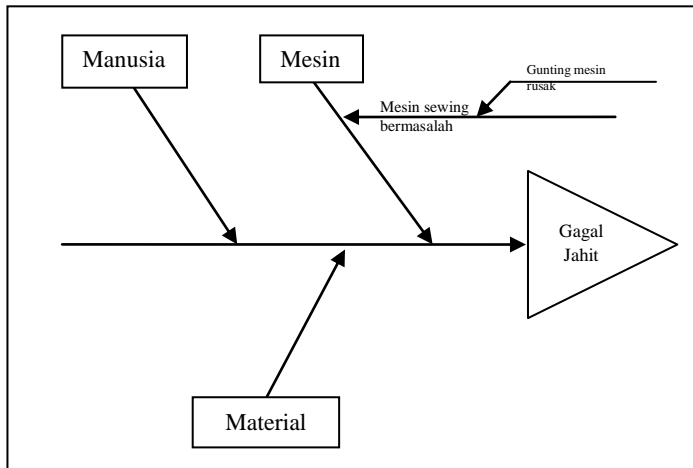 Manusia
Mesin
Gunting mesin
rusak
Mesin sewing
bermasalah
Gagal
Jahit
Material